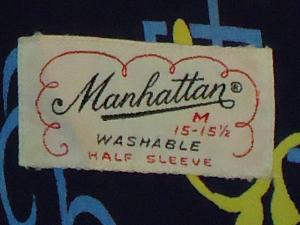 Manhattan®
M
15-15½
WASHABLE
HALF SLEEVE